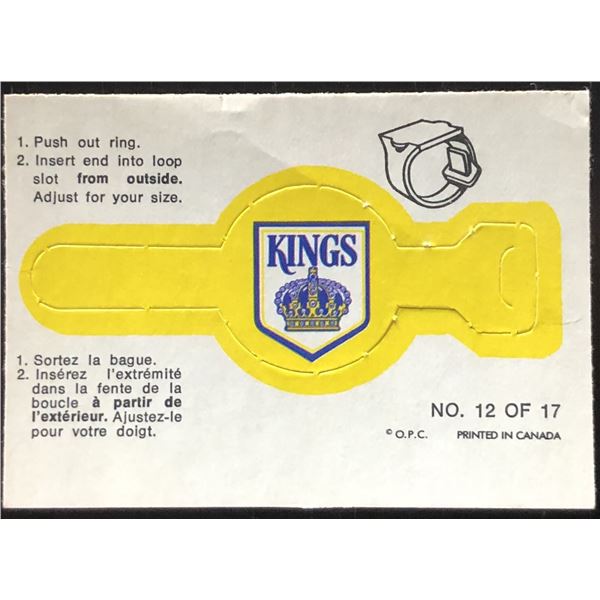 1. Push out ring.
2. Insert end into loop
slot from outside.
Adjust for your size.
KINGS
1. Sortez la bague.
2. Insérez l'extrémité
dans la fente de la
boucle à partir de
l'extérieur. Ajustez-le
pour votre doigt.
NO. 12 OF 17
© O.P.C. PRINTED IN CANADA